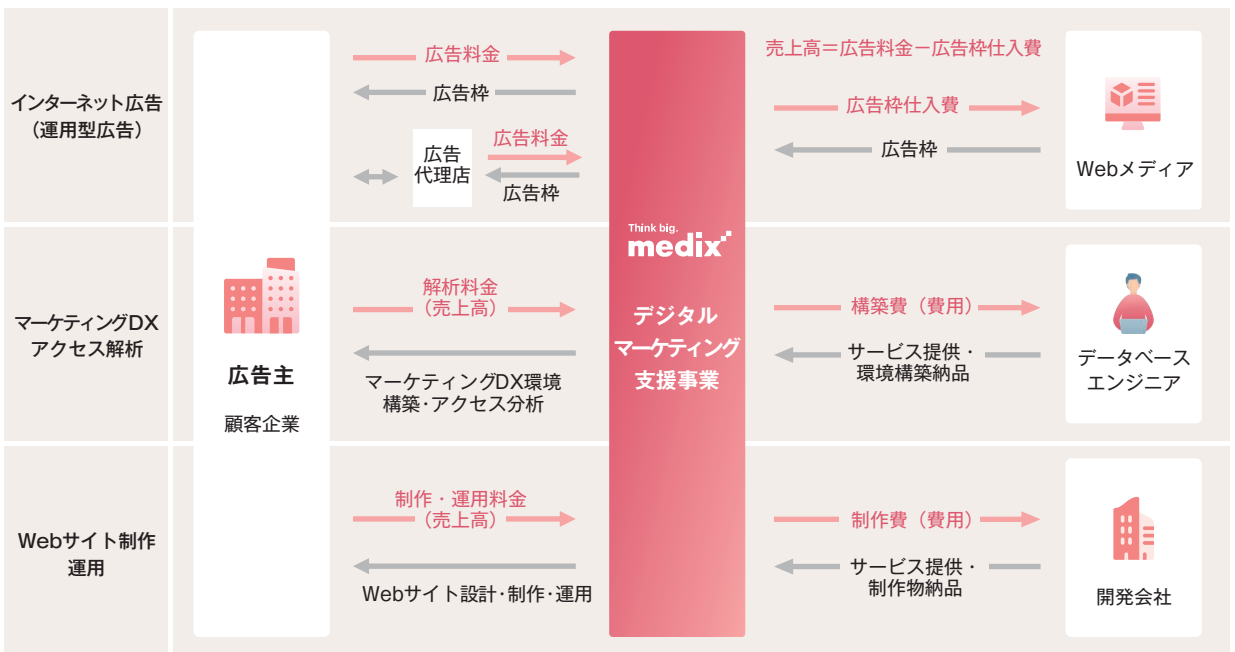 インターネット広告
（運用型広告）
広告料金
広告枠
広告
代理店
広告料金
広告枠
売上高＝広告料金－広告枠仕入費
広告枠仕入費
広告枠
Webメディア
マーケティングDX
アクセス解析
広告主
顧客企業
解析料金
（売上高）
マーケティングDX環境
構築・アクセス分析
Think big.
medix
デジタル
マーケティング
支援事業
構築費（費用）
サービス提供・
環境構築納品
データベース
エンジニア
Webサイト制作
運用
制作・運用料金
（売上高）
Webサイト設計・制作・運用
制作費（費用）
サービス提供・
制作物納品
開発会社